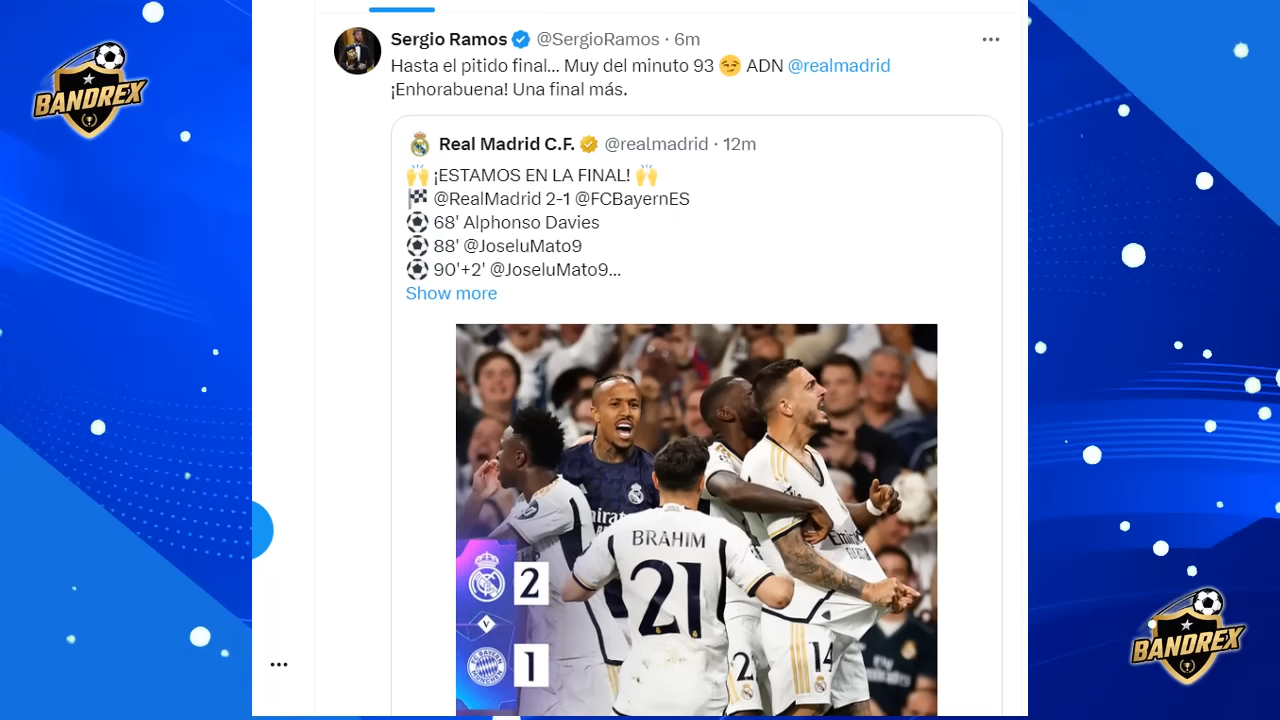 BANDREX
Sergio Ramos @SergioRamos · 6m
Hasta el pitido final... Muy del minuto 93 😏 ADN @realmadrid
¡Enhorabuena! Una final más.
Real Madrid C.F. @realmadrid · 12m
🙌 ¡ESTAMOS EN LA FINAL! 🙌
🏁 @RealMadrid 2-1 @FCBayernES
⚽ 68' Alphonso Davies
⚽ 88' @JoseluMato9
⚽ 90'+2' @JoseluMato9...
Show more
BRAHIM
21
14
2
V
1
BANDREX